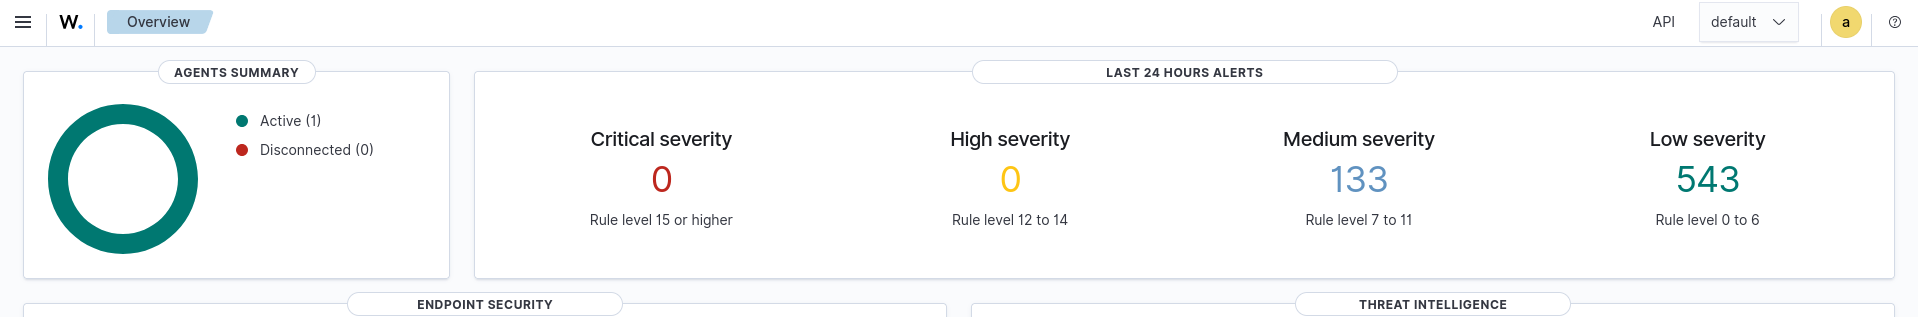 W. Overview API default a ?
AGENTS SUMMARY
Active (1)
Disconnected (0)
LAST 24 HOURS ALERTS
Critical severity
0
Rule level 15 or higher
High severity
0
Rule level 12 to 14
Medium severity
133
Rule level 7 to 11
Low severity
543
Rule level 0 to 6
ENDPOINT SECURITY
THREAT INTELLIGENCE